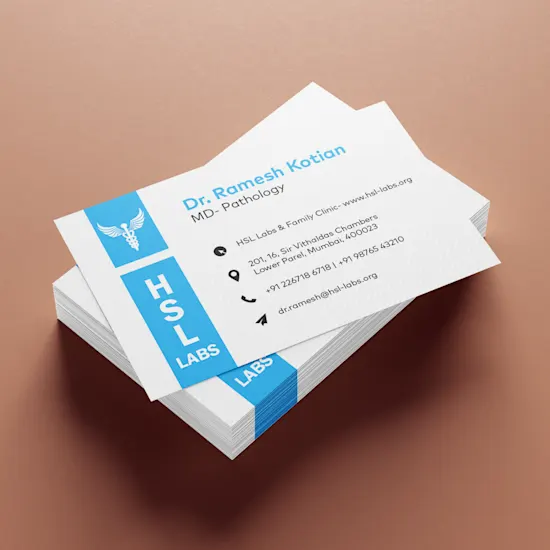 Dr. Ramesh Kotian
MD- Pathology
HSL Labs & Family Clinic- www.hsl-labs.org
201, 16, Sir Vithaldas Chambers
Lower Parel, Mumbai, 400023
+91 226718 6718 | +91 98765 43210
dr.ramesh@hsl-labs.org
H
S
L
LABS
LABS